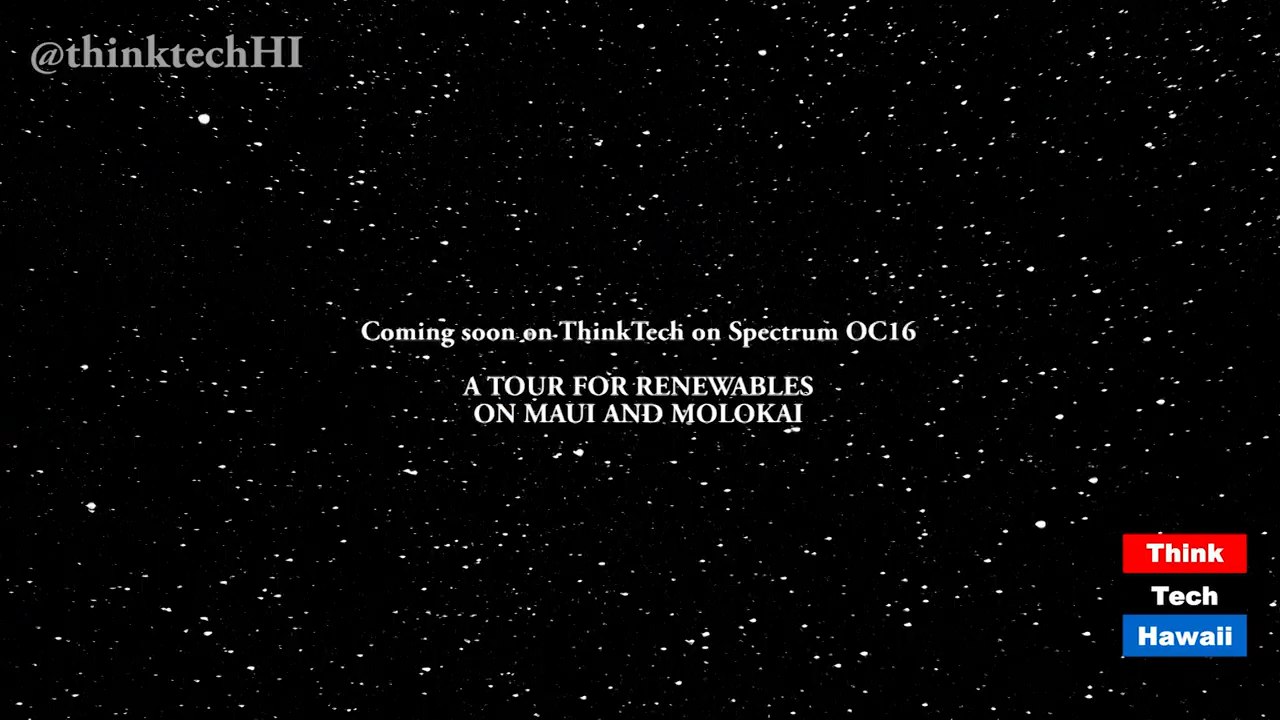 @thinktechHI
Coming soon on ThinkTech on Spectrum OC16
A TOUR FOR RENEWABLES
ON MAUI AND MOLOKAI
Think
Tech
Hawaii